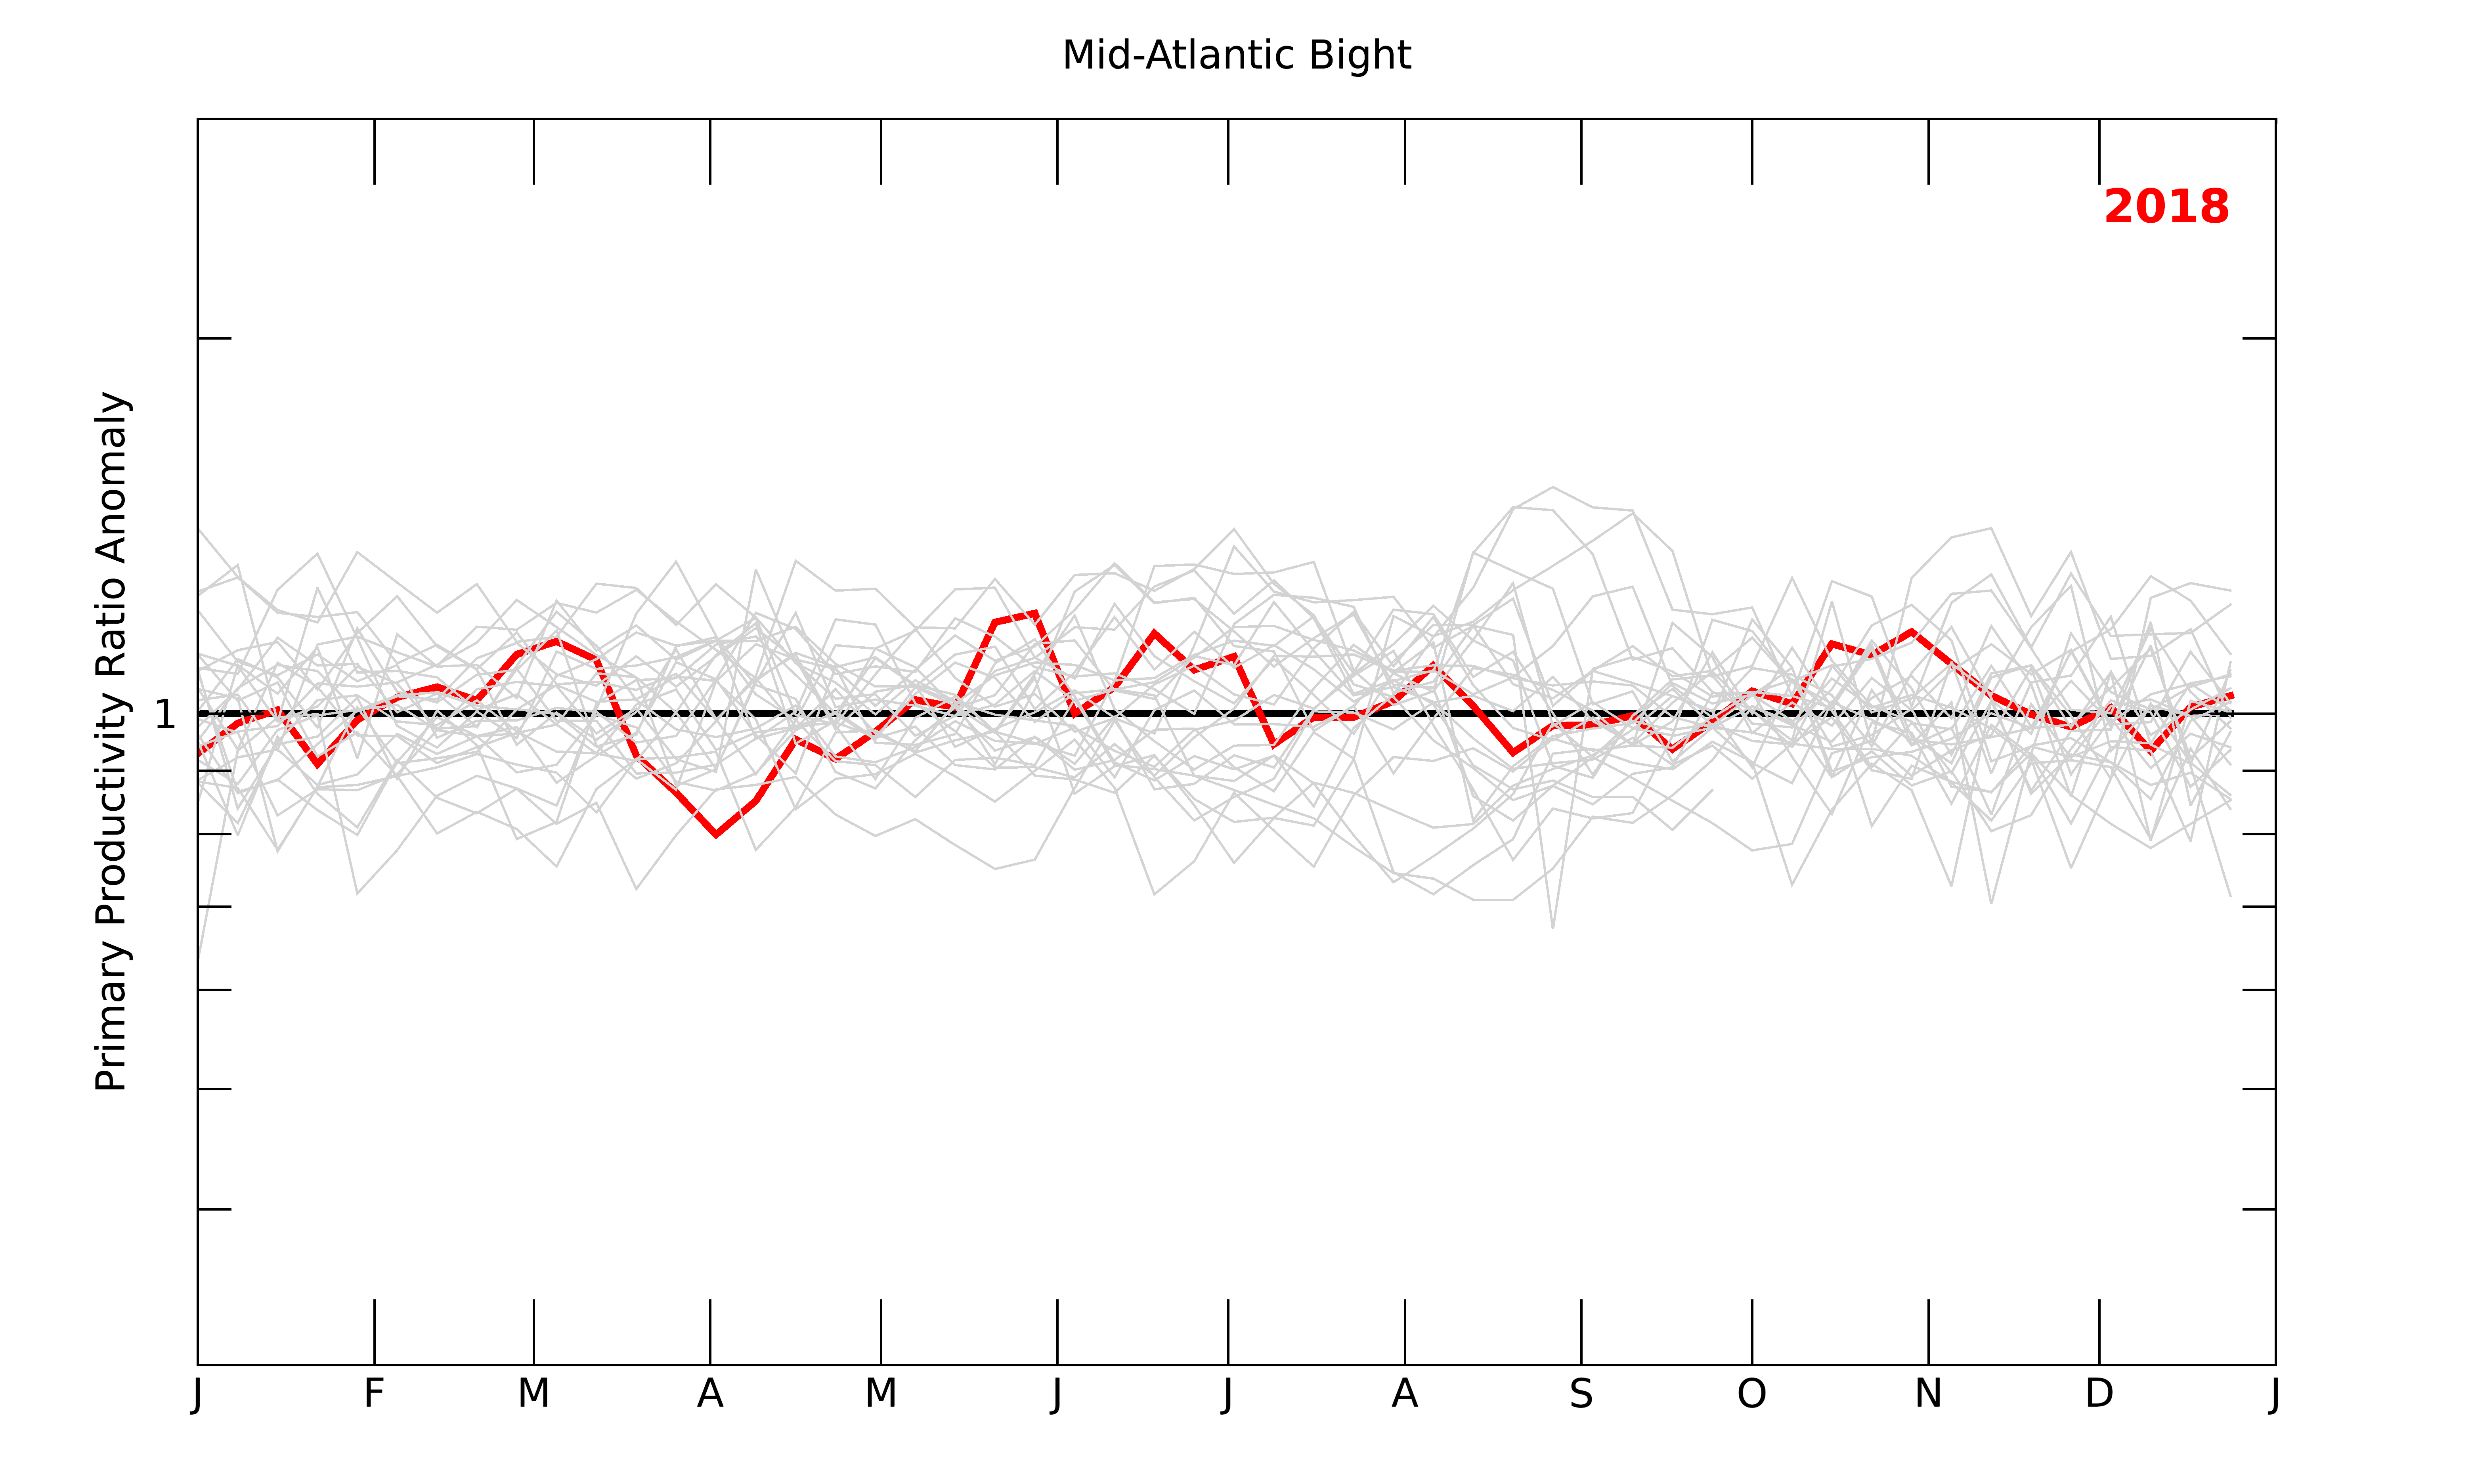 Mid-Atlantic Bight
2018
Primary Productivity Ratio Anomaly
1
J F M A M J J A S O N D J